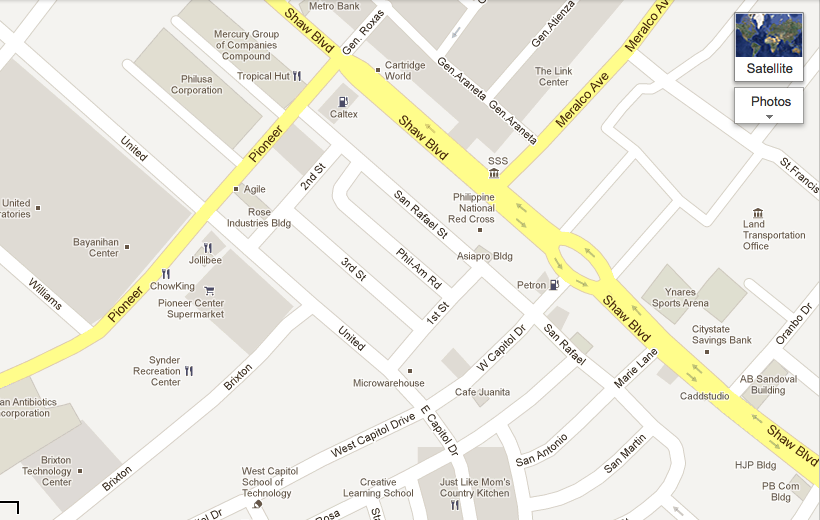 Metro Bank
Shaw Blvd
Gen. Roxas
Gen Atienza
Meralco Ave
Satellite
Photos
Mercury Group
of Companies
Compound
Tropical Hut
Cartridge
World
Gen.Araneta
The Link
Center
Philusa
Corporation
Caltex
Gen Araneta
Meralco Ave
Shaw Blvd
Pioneer
United
SSS
St Francis
2nd St
Agile
Rose
Industries Bldg
San Rafael St
Philippine
National
Red Cross
United
ratories
Land
Transportation
Office
Bayanihan
Center
Jollibee
3rd St
Phil-Am Rd
Asiapro Bldg
ChowKing
Petron
Williams
Pioneer
Pioneer Center
Supermarket
1st St
Ynares
Sports Arena
Shaw Blvd
Oranbo Dr
United
W Capitol Dr
San Rafael
Citystate
Savings Bank
Synder
Recreation
Center
Brixton
Marie Lane
Microwarehouse
Cafe Juanita
AB Sandoval
Building
Caddstudio
an Antibiotics
corporation
West Capitol Drive
E Capitol Dr
San Antonio
San Martin
Shaw Blvd
Brixton
Technology
Center
Brixton
West Capitol
School of
Technology
Creative
Learning School
Just Like Mom's
Country Kitchen
HJP Bldg
PB Com
Bldg
Dr
Rosa
Sta